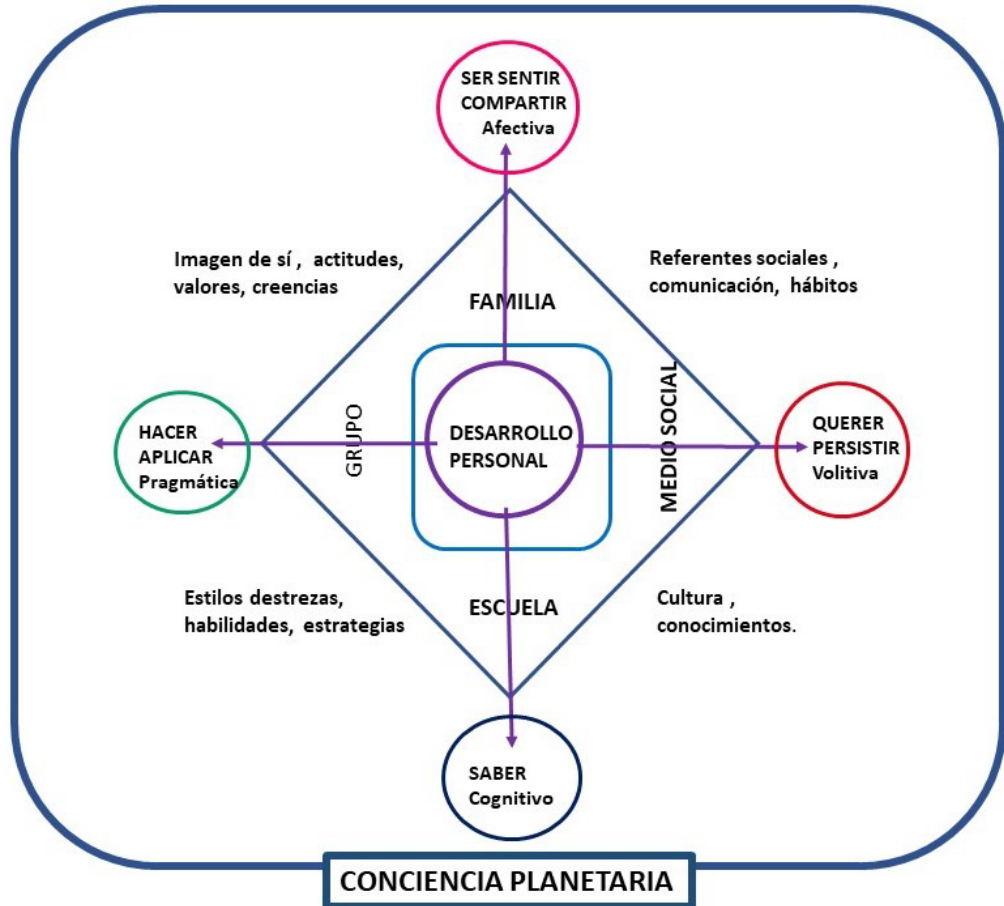 SER SENTIR
COMPARTIR
Afectiva
Imagen de sí , actitudes,
valores, creencias
Referentes sociales ,
comunicación, hábitos
FAMILIA
HACER
APLICAR
Pragmática
GRUPO
DESARROLLO
PERSONAL
MEDIO SOCIAL
QUERER
PERSISTIR
Volitiva
Estilos destrezas,
habilidades, estrategias
ESCUELA
Cultura ,
conocimientos.
SABER
Cognitivo
CONCIENCIA PLANETARIA